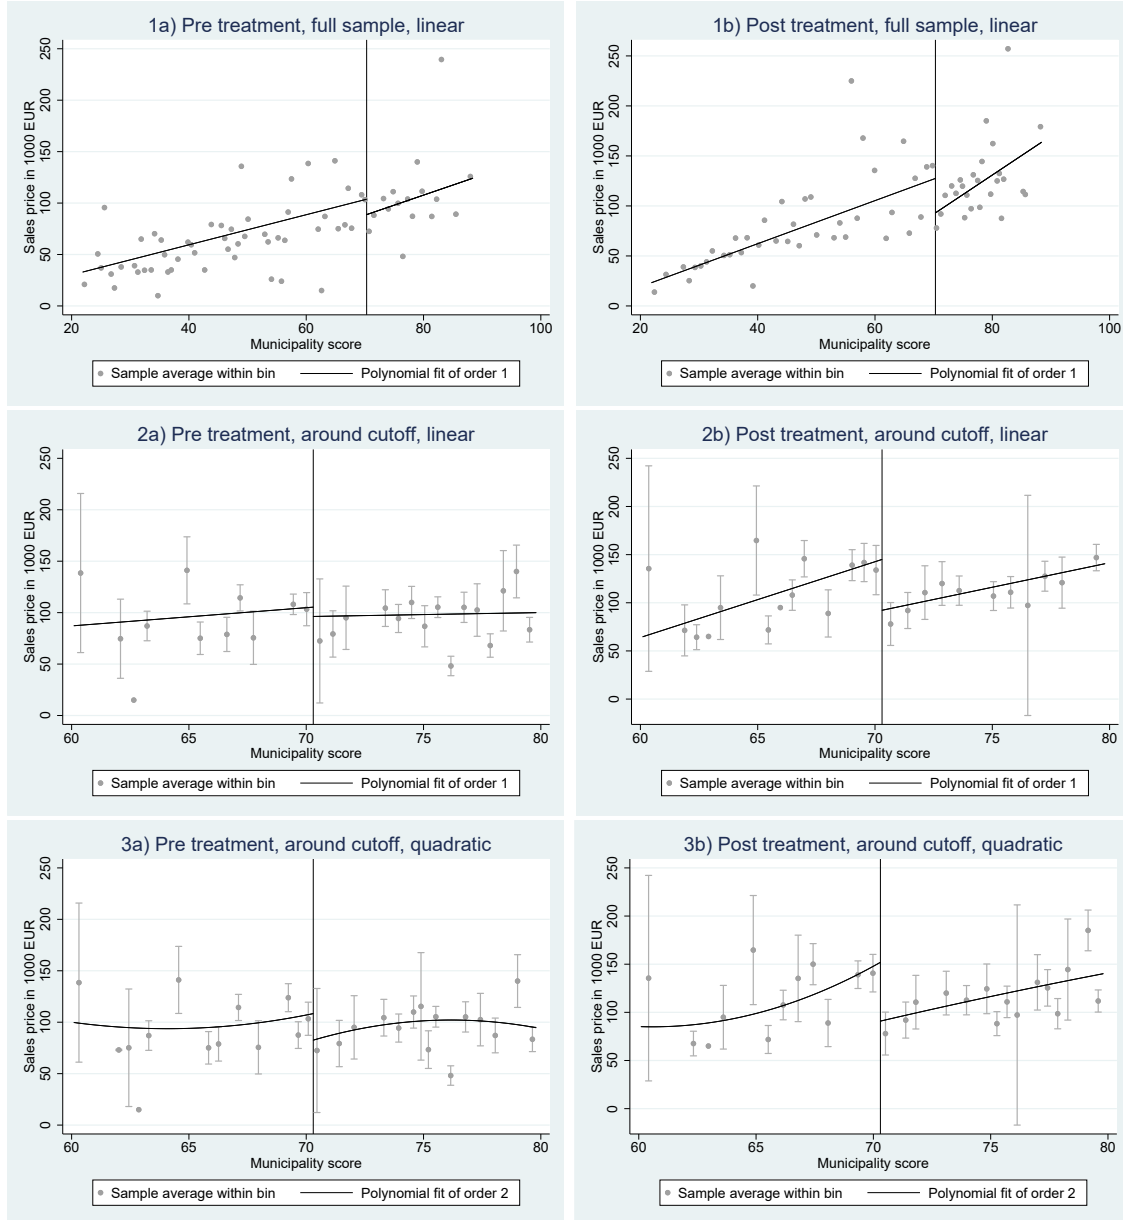 1a) Pre treatment, full sample, linear
Sales price in 1000 EUR
0 50 100 150 200 250
20 40 60 80 100
Municipality score
Sample average within bin Polynomial fit of order 1
1b) Post treatment, full sample, linear
Sales price in 1000 EUR
0 50 100 150 200 250
20 40 60 80 100
Municipality score
Sample average within bin Polynomial fit of order 1
2a) Pre treatment, around cutoff, linear
Sales price in 1000 EUR
0 50 100 150 200 250
60 65 70 75 80
Municipality score
Sample average within bin Polynomial fit of order 1
2b) Post treatment, around cutoff, linear
Sales price in 1000 EUR
0 50 100 150 200 250
60 65 70 75 80
Municipality score
Sample average within bin Polynomial fit of order 1
3a) Pre treatment, around cutoff, quadratic
Sales price in 1000 EUR
0 50 100 150 200 250
60 65 70 75 80
Municipality score
Sample average within bin Polynomial fit of order 2
3b) Post treatment, around cutoff, quadratic
Sales price in 1000 EUR
0 50 100 150 200 250
60 65 70 75 80
Municipality score
Sample average within bin Polynomial fit of order 2